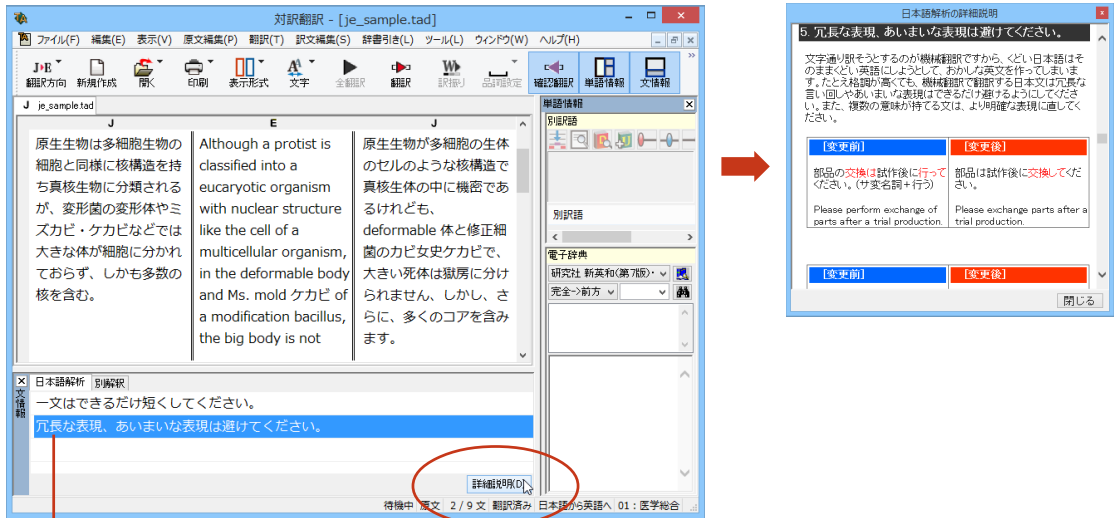 対訳翻訳 - [je_sample.tad]
ファイル(F) 編集(E) 表示(V) 原文編集(P) 翻訳(T) 訳文編集(S) 辞書引き(L) ツール(L) ウィンドウ(W) ヘルプ(H)
J▸E
翻訳方向 新規作成 開く 印刷 表示形式 文字 全翻訳 翻訳 訳振り 品詞設定 確認翻訳 単語情報 文情報
J je_sample.tad
J
原生生物は多細胞生物の
細胞と同様に核構造を持
ち真核生物に分類される
が、変形菌の変形体やミ
ズカビ・ケカビなどでは
大きな体が細胞に分かれ
ておらず、しかも多数の
核を含む。
E
Although a protist is
classified into a
eucaryotic organism
with nuclear structure
like the cell of a
multicellular organism,
in the deformable body
and Ms. mold ケカビ of
a modification bacillus,
the big body is not
J
原生生物が多細胞の生体
のセルのような核構造で
真核生体の中に機密であ
るけれども、
deformable 体と修正細
菌のカビ女史ケカビで、
大きい死体は獄房に分け
られません、しかし、さ
らに、多くのコアを含み
ます。
単語情報
別訳語
別訳語
電子辞典
研究社 新英和(第7版)・
完全->前方
文情報
日本語解析 別解釈
一文はできるだけ短くしてください。
冗長な表現、あいまいな表現は避けてください。
詳細説明(D)
待機中 原文 2 / 9 文 翻訳済み 日本語から英語へ 01 : 医学総合
日本語解析の詳細説明
5. 冗長な表現、あいまいな表現は避けてください。
文字通り訳そうとするのが機械翻訳ですから、くどい日本語はそ
のままくどい英語にしようとして、おかしな英文を作ってしまいま
す。たとえ格調が高くても、機械翻訳で翻訳する日本文は冗長な
言い回しやあいまいな表現はできるだけ避けるようにしてくださ
い。また、複数の意味が持てる文は、より明確な表現に直してく
ださい。
[変更前] [変更後]
部品の交換は試作後に行って
ください。(サ変名詞+行う)
Please perform exchange of
parts after a trial production.
部品は試作後に交換してくだ
さい。
Please exchange parts after a
trial production.
[変更前] [変更後]
閉じる